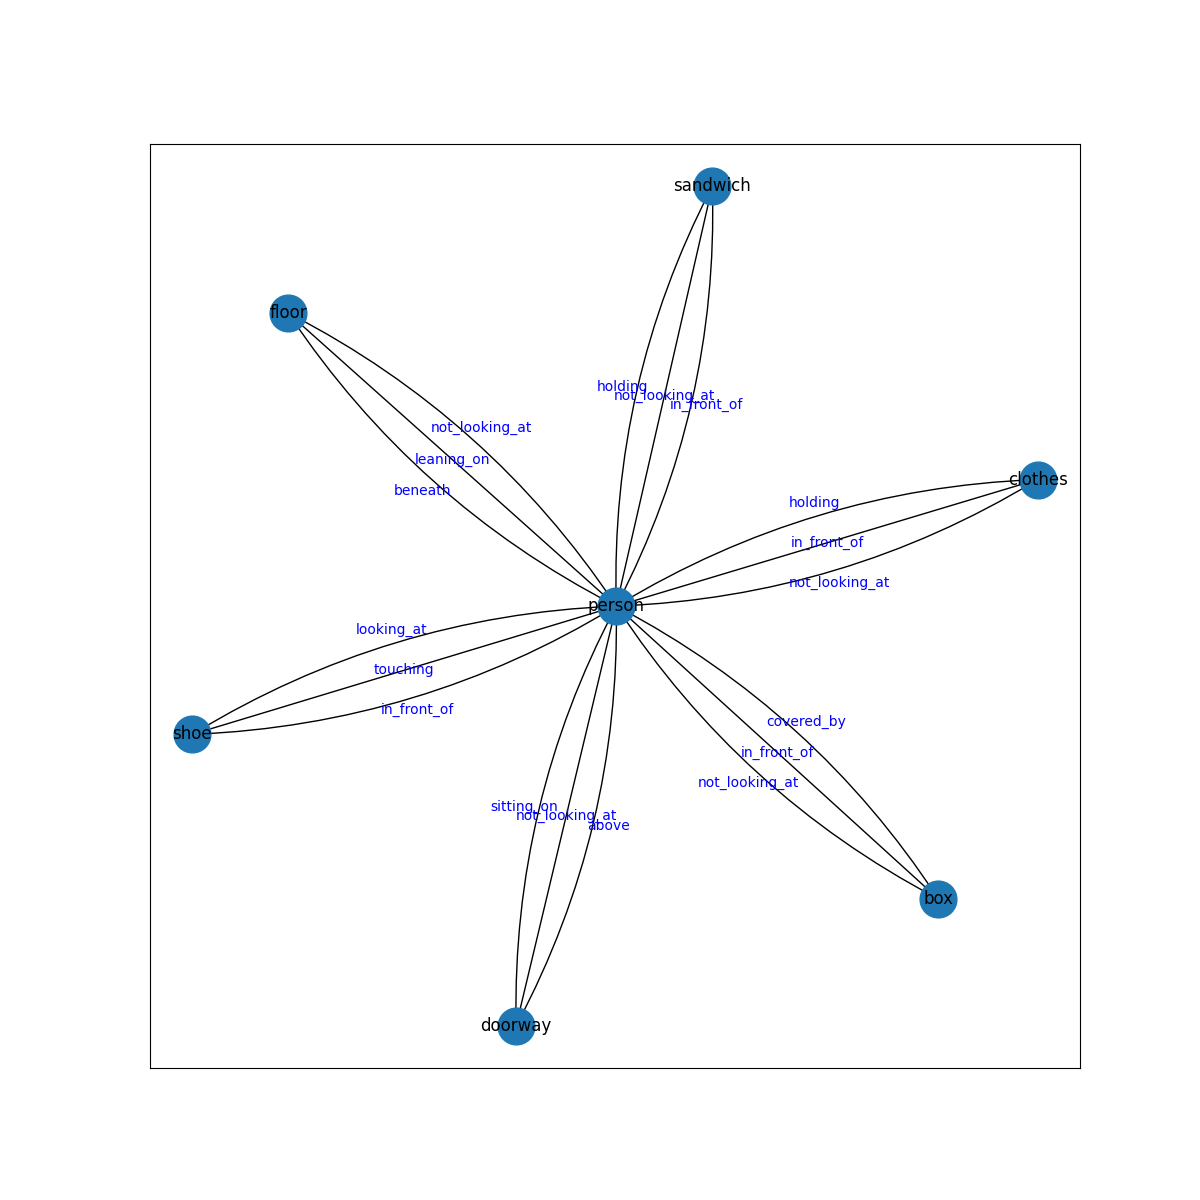 sandwich
floor
holding
not_looking_at
in_front_of
not_looking_at
leaning_on
beneath
clothes
holding
in_front_of
not_looking_at
person
looking_at
touching
in_front_of
shoe
covered_by
in_front_of
not_looking_at
sitting_on
not_looking_at
above
box
doorway